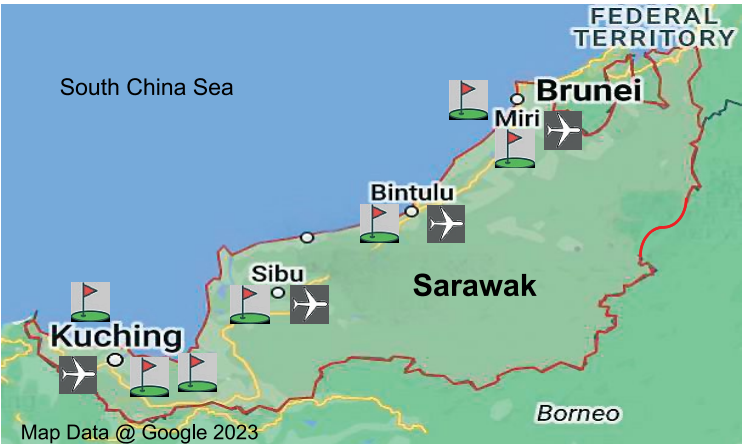 FEDERAL
TERRITORY
South China Sea
Brunei
Miri
Bintulu
Sibu
Sarawak
Kuching
Borneo
Map Data @ Google 2023